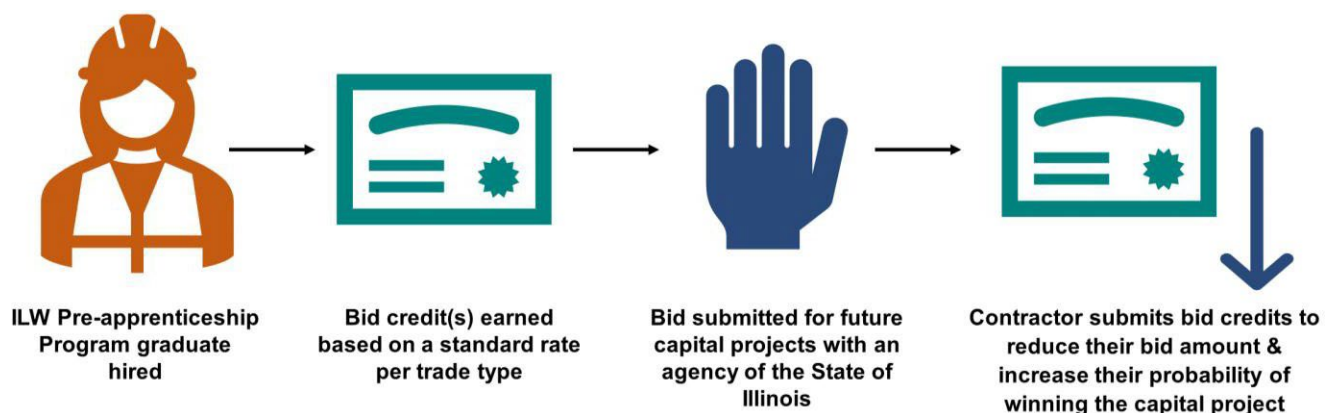 ILW Pre-apprenticeship
Program graduate
hired
Bid credit(s) earned
based on a standard rate
per trade type
Bid submitted for future
capital projects with an
agency of the State of
Illinois
Contractor submits bid credits to
reduce their bid amount &
increase their probability of
winning the capital project